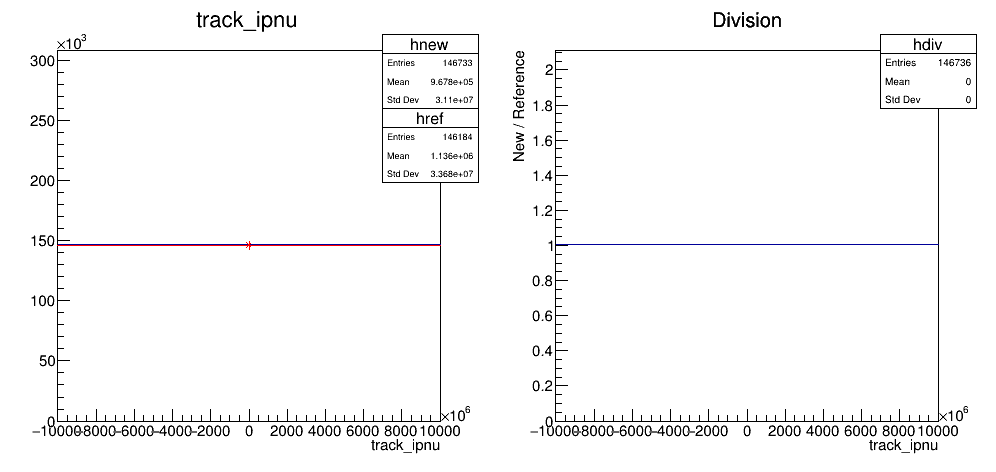 track_ipnu
×10³
hnew
Entries 146733
Mean 9.678e+05
Std Dev 3.11e+07
href
Entries 146184
Mean 1.136e+06
Std Dev 3.368e+07
300
250
200
150
100
50
0
−10000 −8000 −6000 −4000 −2000 0 2000 4000 6000 8000 10000
×10⁶
track_ipnu
Division
hdiv
Entries 146736
Mean 0
Std Dev 0
New / Reference
2
1.8
1.6
1.4
1.2
1
0.8
0.6
0.4
0.2
0
−10000 −8000 −6000 −4000 −2000 0 2000 4000 6000 8000 10000
×10⁶
track_ipnu